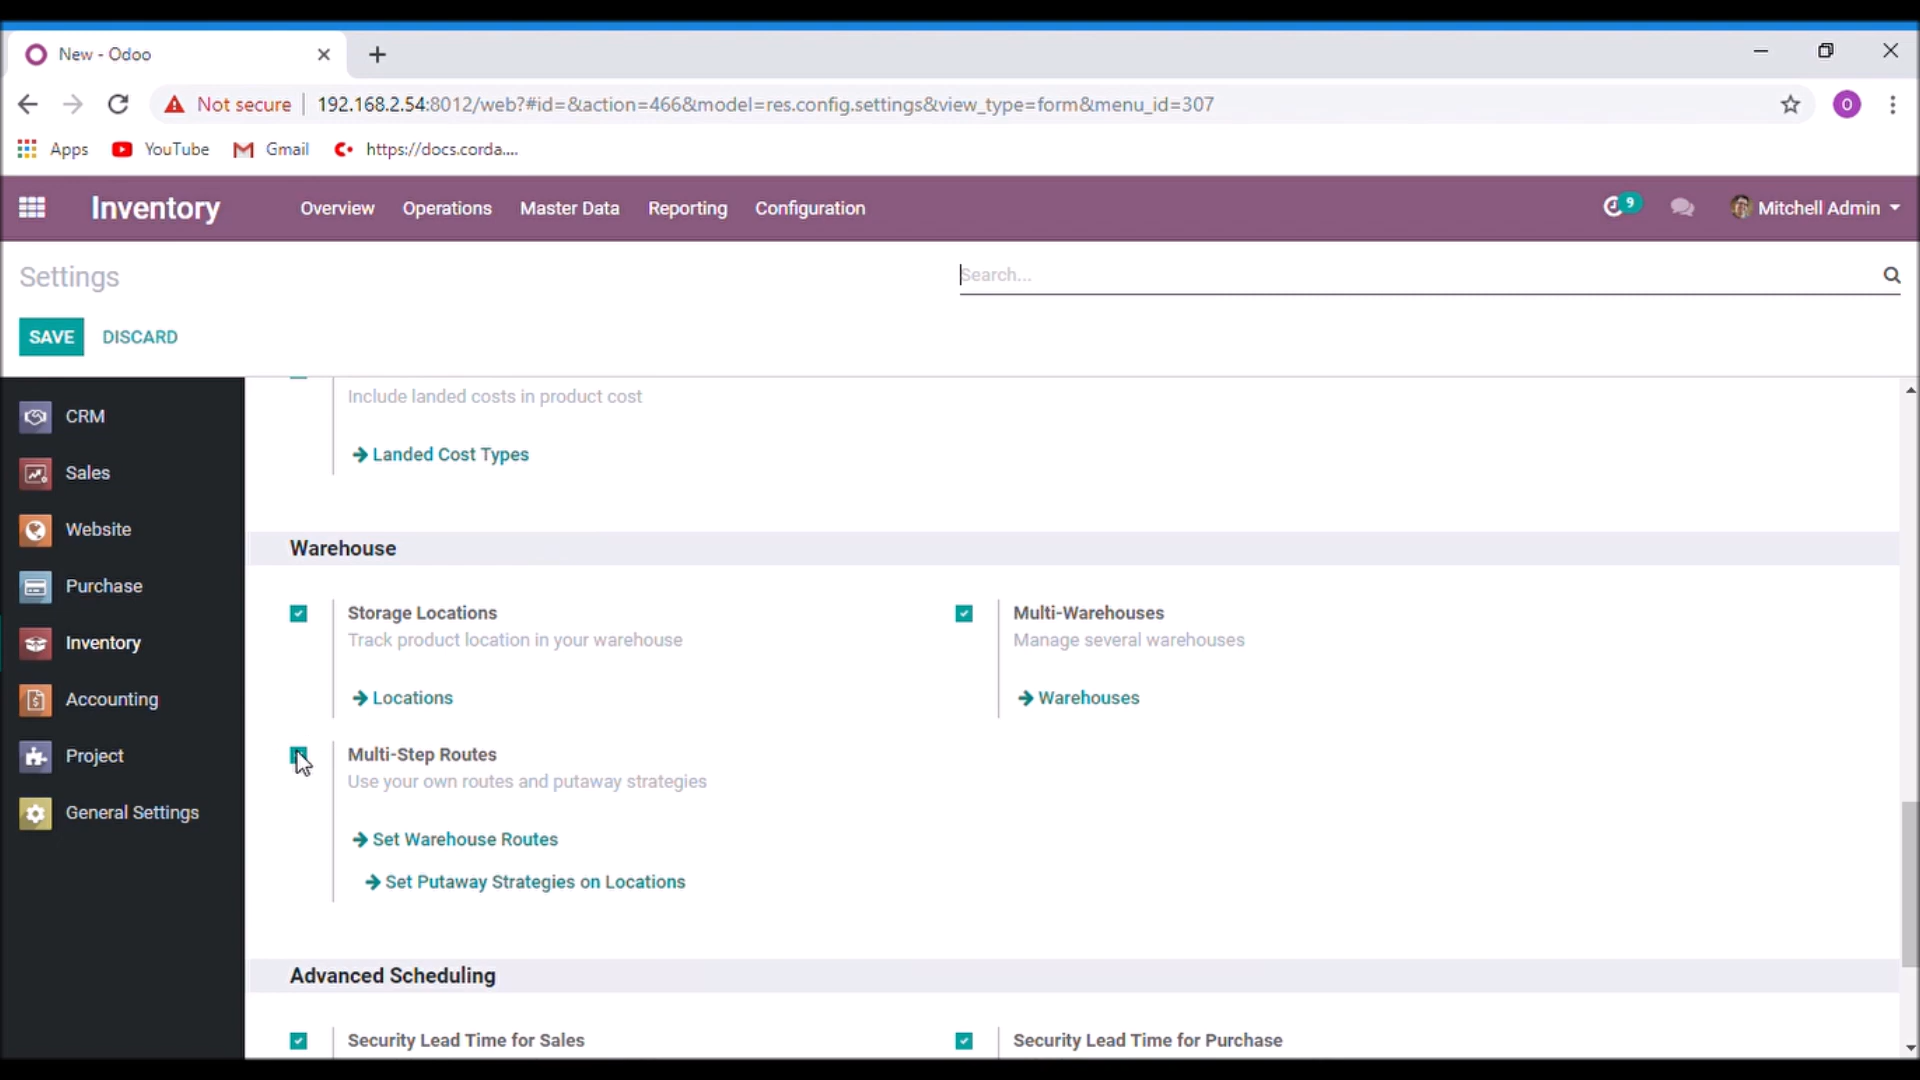 New - Odoo
Not secure
192.168.2.54:8012/web?#id=&action=466&model=res.config.settings&view_type=form&menu_id=307
O
Apps
YouTube
Gmail
https://docs.corda....
Inventory
Overview
Operations
Master Data
Reporting
Configuration
9
Mitchell Admin
Settings
Search...
SAVE
DISCARD
CRM
Sales
Website
Purchase
Inventory
Accounting
Project
General Settings
Include landed costs in product cost
Landed Cost Types
Warehouse
Storage Locations
Track product location in your warehouse
Locations
Multi-Warehouses
Manage several warehouses
Warehouses
Multi-Step Routes
Use your own routes and putaway strategies
Set Warehouse Routes
Set Putaway Strategies on Locations
Advanced Scheduling
Security Lead Time for Sales
Security Lead Time for Purchase